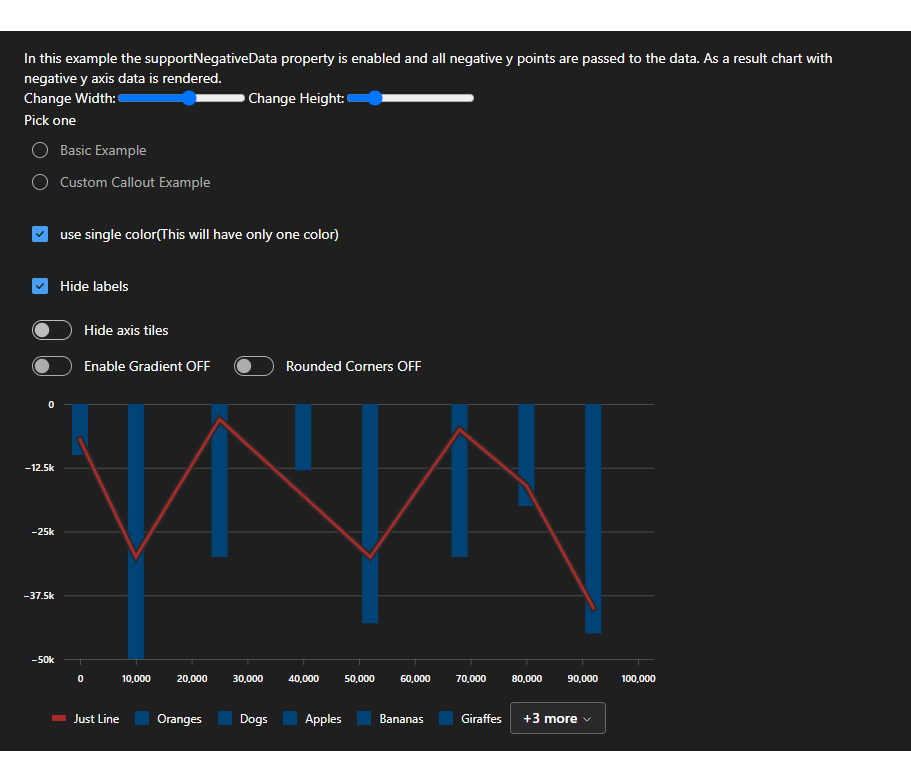 In this example the supportNegativeData property is enabled and all negative y points are passed to the data. As a result chart with
negative y axis data is rendered.
Change Width: Change Height:
Pick one
Basic Example
Custom Callout Example
use single color(This will have only one color)
Hide labels
Hide axis tiles
Enable Gradient OFF Rounded Corners OFF
0
−12.5k
−25k
−37.5k
−50k
0 10,000 20,000 30,000 40,000 50,000 60,000 70,000 80,000 90,000 100,000
Just Line Oranges Dogs Apples Bananas Giraffes +3 more